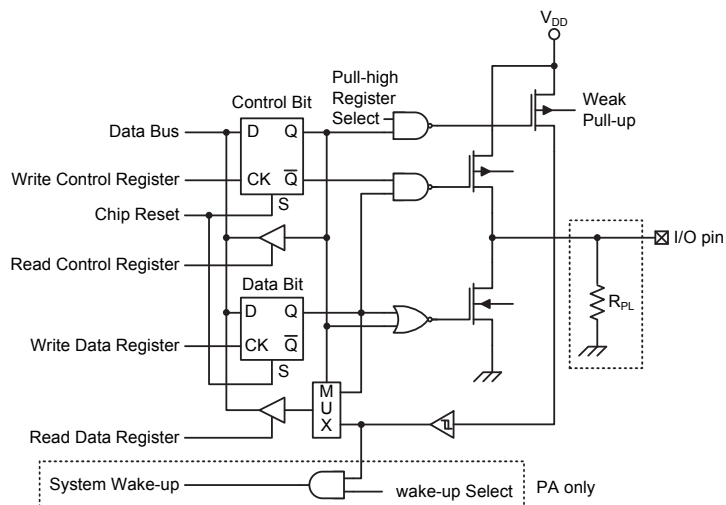 V_DD
Pull-high
Register
Select
Control Bit
Weak
Pull-up
Data Bus
D
Q
Write Control Register
CK
Q̅
Chip Reset
S
I/O pin
Read Control Register
Data Bit
R_PL
D
Q
Write Data Register
CK
Q̅
S
M
U
X
Read Data Register
System Wake-up
wake-up Select
PA only